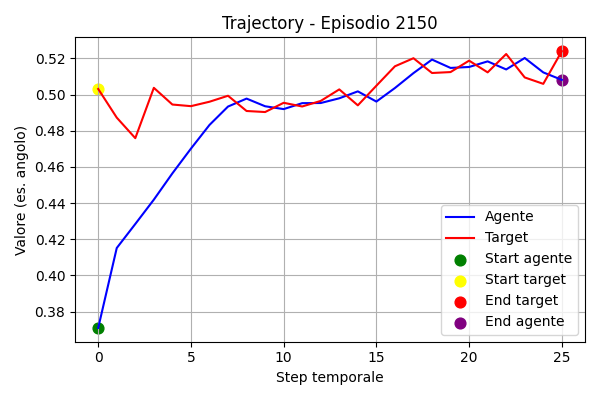 Trajectory - Episodio 2150
Valore (es. angolo)
0.52
0.50
0.48
0.46
0.44
0.42
0.40
0.38
0
5
10
15
20
25
Step temporale
Agente
Target
Start agente
Start target
End target
End agente